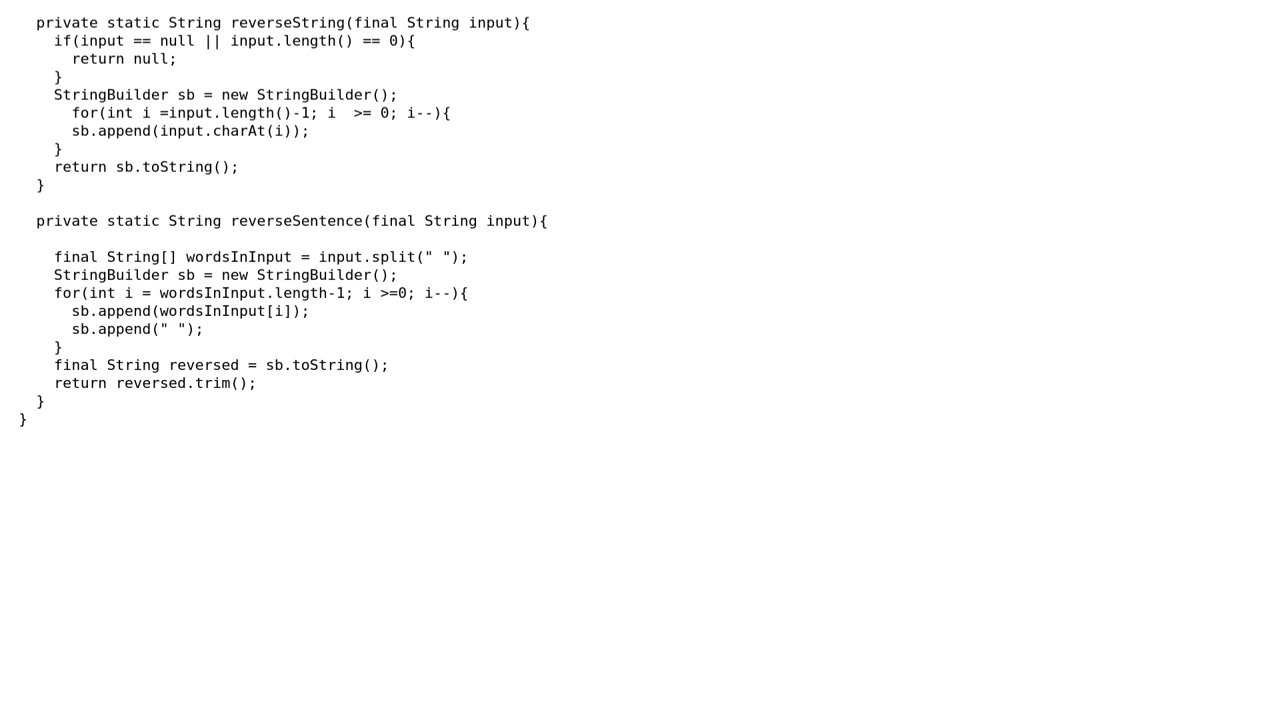 private static String reverseString(final String input){
    if(input == null || input.length() == 0){
      return null;
    }
    StringBuilder sb = new StringBuilder();
      for(int i =input.length()-1; i  >= 0; i--){
      sb.append(input.charAt(i));
    }
    return sb.toString();
  }

  private static String reverseSentence(final String input){

    final String[] wordsInInput = input.split(" ");
    StringBuilder sb = new StringBuilder();
    for(int i = wordsInInput.length-1; i >=0; i--){
      sb.append(wordsInInput[i]);
      sb.append(" ");
    }
    final String reversed = sb.toString();
    return reversed.trim();
  }
}